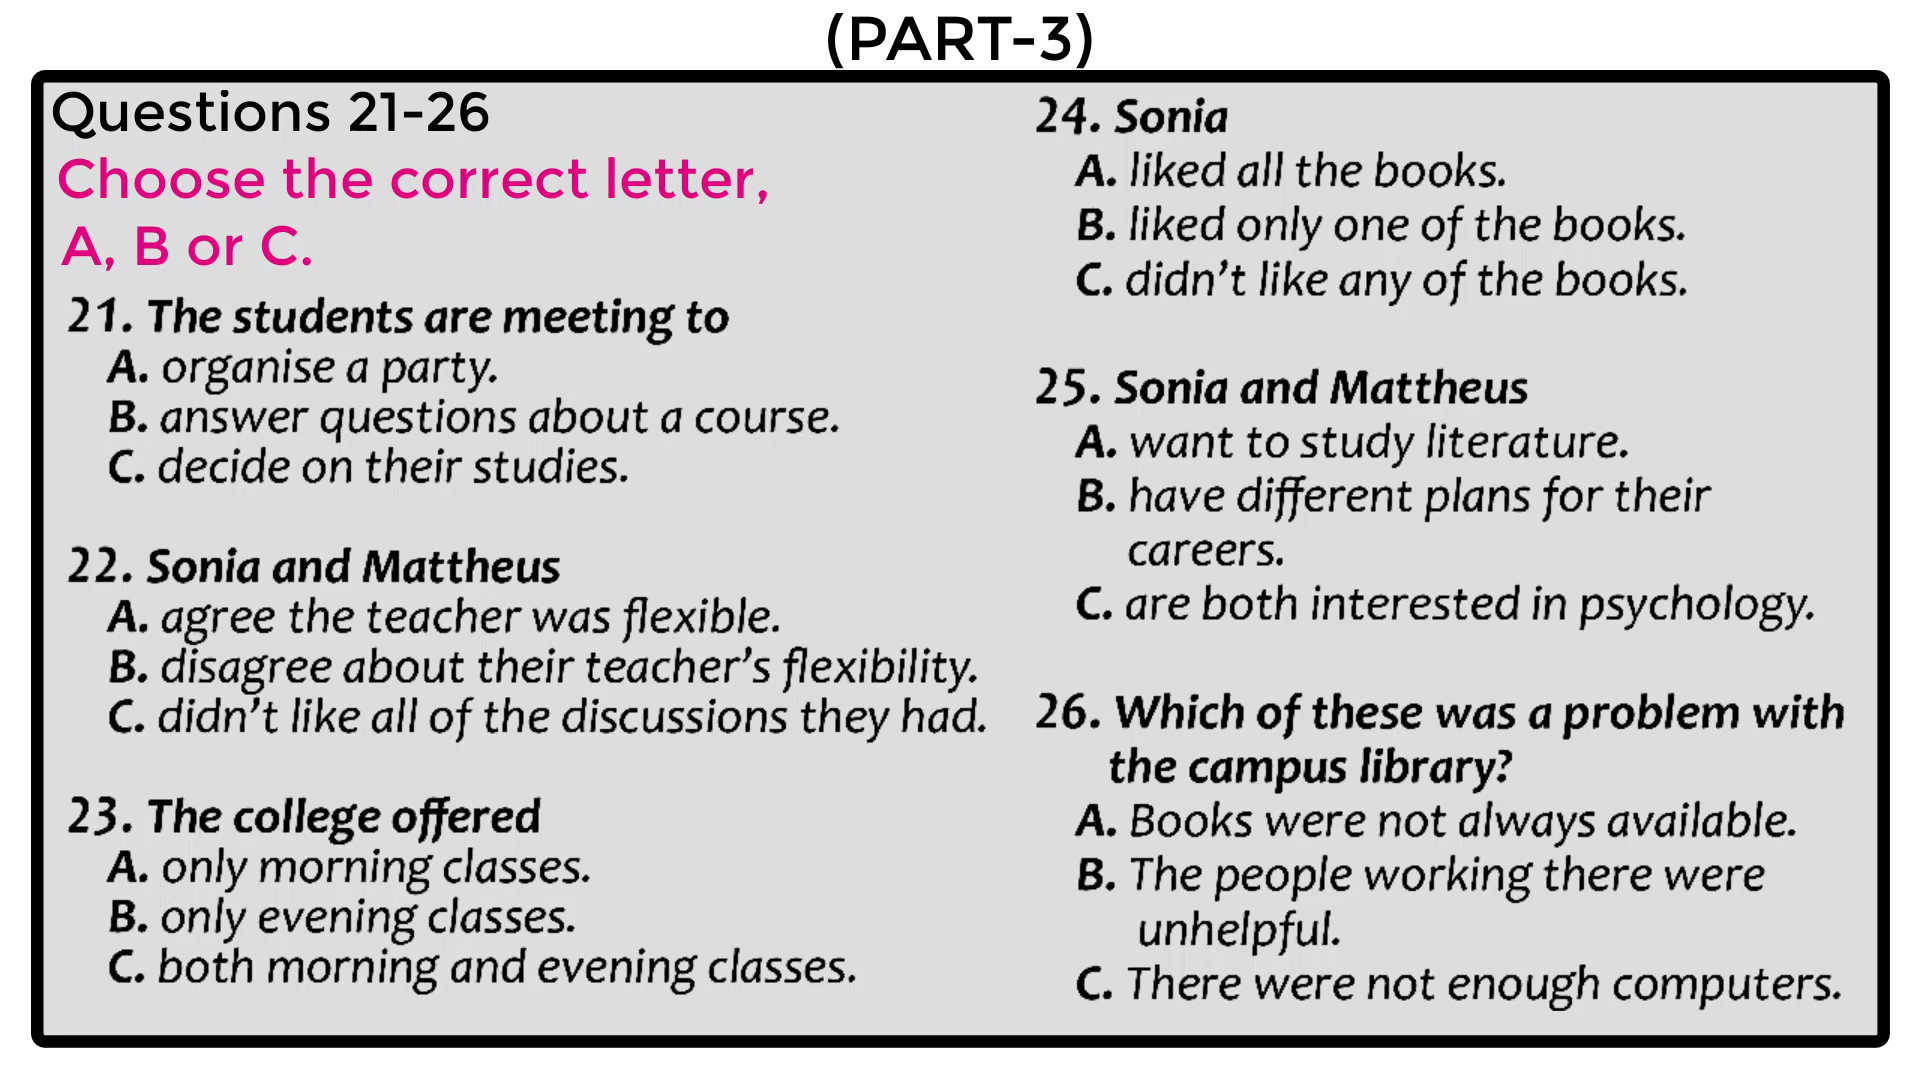 (PART-3)
Questions 21-26
Choose the correct letter,
A, B or C.
21. The students are meeting to
A. organise a party.
B. answer questions about a course.
C. decide on their studies.
22. Sonia and Mattheus
A. agree the teacher was flexible.
B. disagree about their teacher's flexibility.
C. didn't like all of the discussions they had.
23. The college offered
A. only morning classes.
B. only evening classes.
C. both morning and evening classes.
24. Sonia
A. liked all the books.
B. liked only one of the books.
C. didn't like any of the books.
25. Sonia and Mattheus
A. want to study literature.
B. have different plans for their
careers.
C. are both interested in psychology.
26. Which of these was a problem with
the campus library?
A. Books were not always available.
B. The people working there were
unhelpful.
C. There were not enough computers.